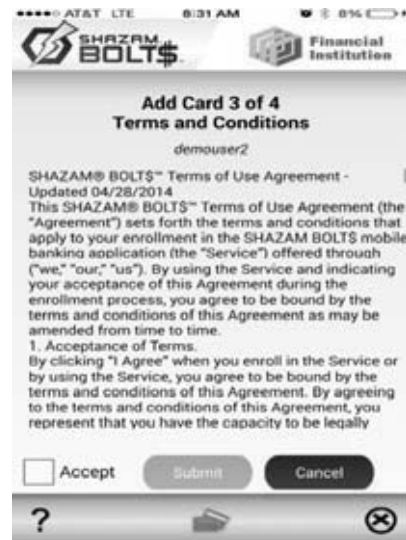 AT&T LTE 8:31 AM 8%
SHAZAM
BOLT$
Financial
Institution
Add Card 3 of 4
Terms and Conditions
demouser2
SHAZAM® BOLT$™ Terms of Use Agreement -
Updated 04/28/2014
This SHAZAM® BOLT$™ Terms of Use Agreement (the
"Agreement") sets forth the terms and conditions that
apply to your enrollment in the SHAZAM BOLT$ mobile
banking application (the "Service") offered through
("we," "our," "us"). By using the Service and indicating
your acceptance of this Agreement during the
enrollment process, you agree to be bound by the
terms and conditions of this Agreement as may be
amended from time to time.
1. Acceptance of Terms.
By clicking "I Agree" when you enroll in the Service or
by using the Service, you agree to be bound by the
terms and conditions of this Agreement. By agreeing
to the terms and conditions of this Agreement, you
represent that you have the capacity to be legally
Accept Submit Cancel
?